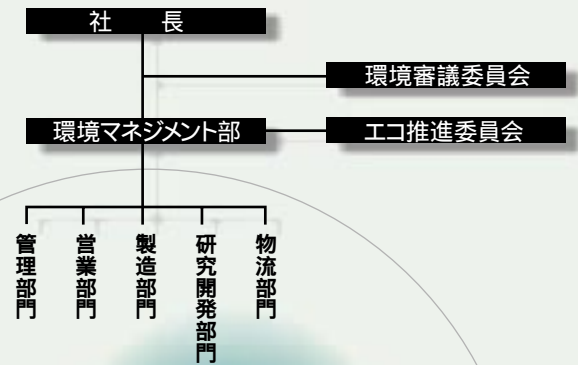 社 長
環境審議委員会
環境マネジメント部
エコ推進委員会
管理部門
営業部門
製造部門
研究開発部門
物流部門